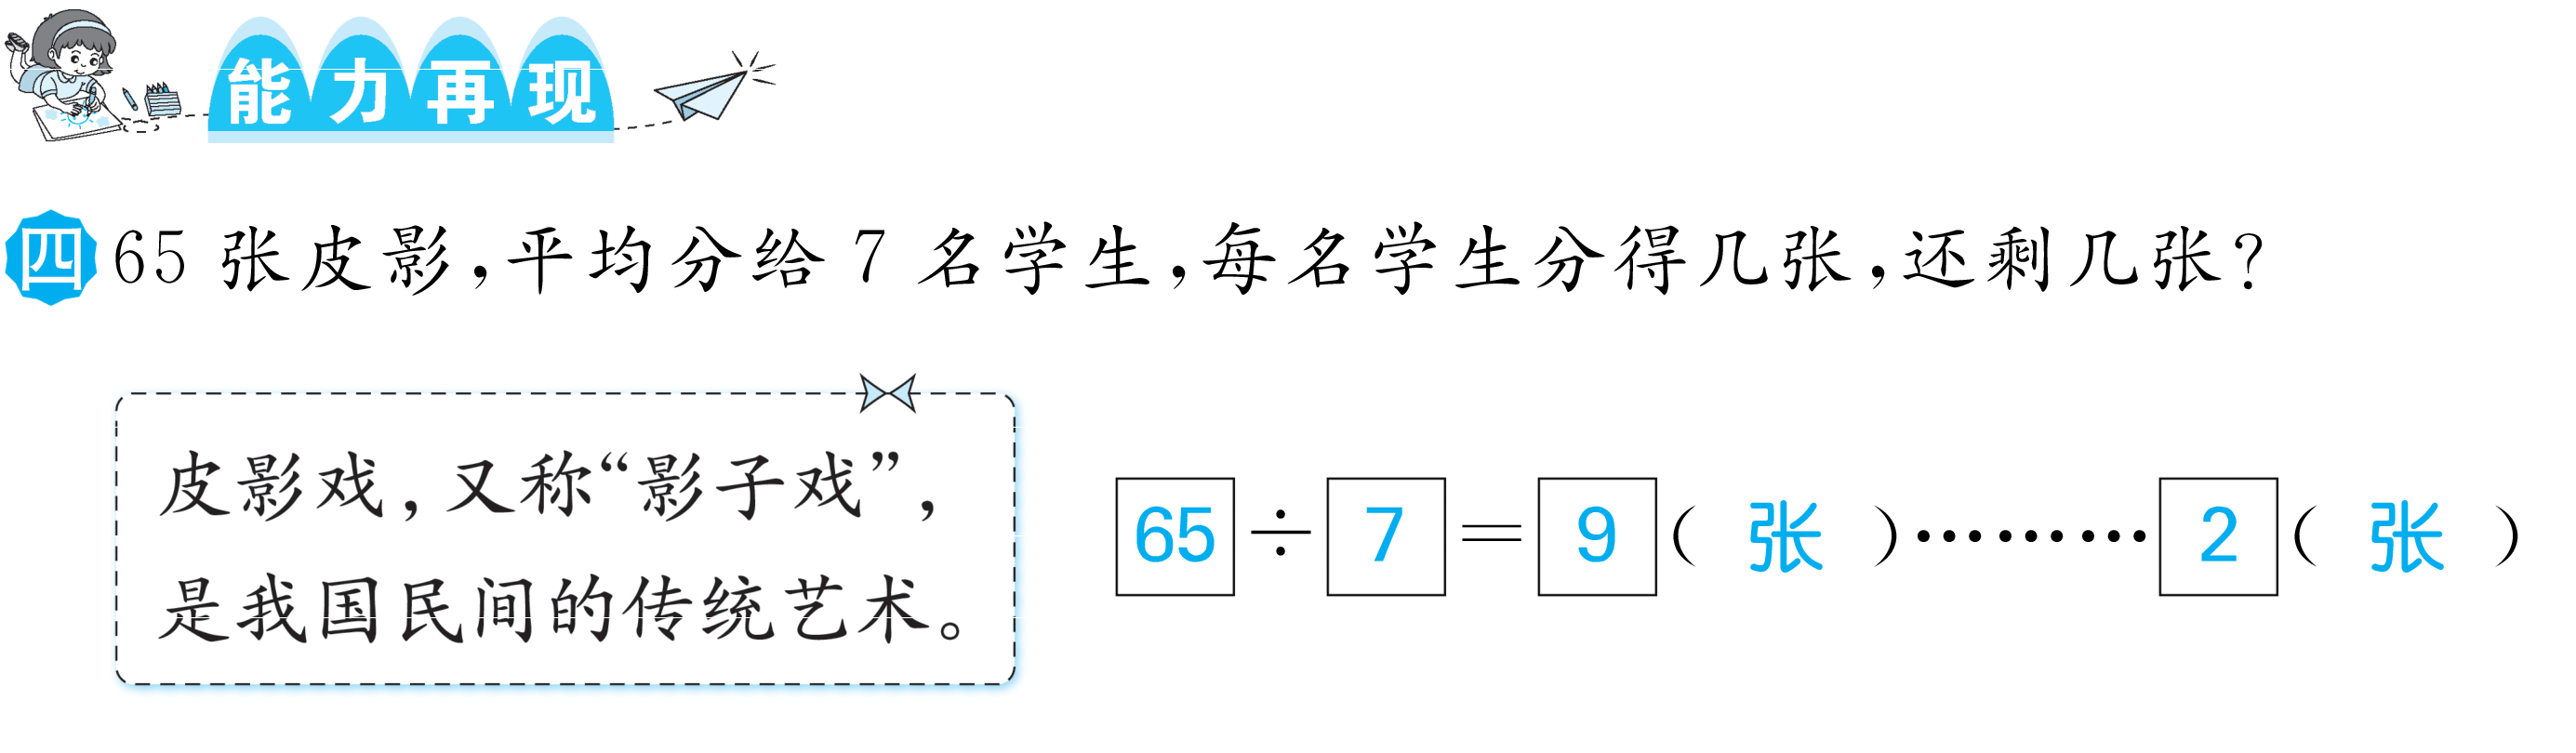 能力再现
四 65 张皮影,平均分给 7 名学生,每名学生分得几张,还剩几张?
皮影戏,又称“影子戏”,
是我国民间的传统艺术。
65÷7=9(张)………2(张)